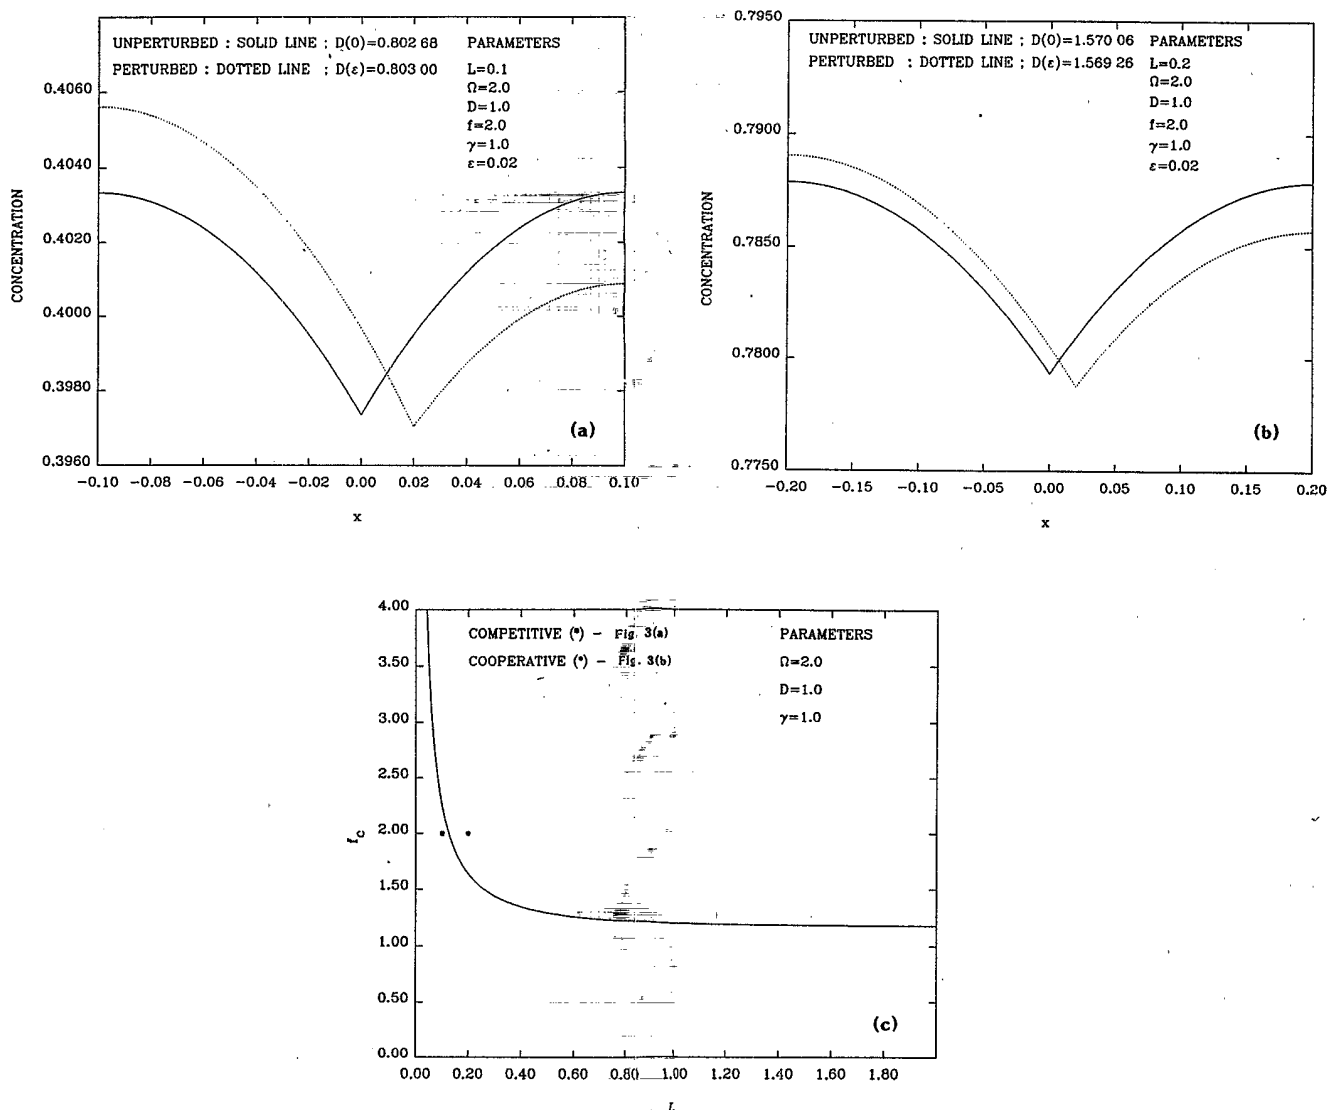 UNPERTURBED : SOLID LINE ; D(0)=0.802 68
PERTURBED : DOTTED LINE ; D(ε)=0.803 00
PARAMETERS
L=0.1
Ω=2.0
D=1.0
f=2.0
γ=1.0
ε=0.02
0.4060
0.4040
0.4020
0.4000
0.3980
0.3960
CONCENTRATION
(a)
-0.10 -0.08 -0.06 -0.04 -0.02 0.00 0.02 0.04 0.06 0.08 0.10
x
UNPERTURBED : SOLID LINE ; D(0)=1.570 06
PERTURBED : DOTTED LINE ; D(ε)=1.569 26
PARAMETERS
L=0.2
Ω=2.0
D=1.0
f=2.0
γ=1.0
ε=0.02
0.7950
0.7900
0.7850
0.7800
0.7750
CONCENTRATION
(b)
-0.20 -0.15 -0.10 -0.05 0.00 0.05 0.10 0.15 0.20
x
COMPETITIVE (*) - Fig. 3(a)
COOPERATIVE (*) - Fig. 3(b)
PARAMETERS
Ω=2.0
D=1.0
γ=1.0
4.00
3.50
3.00
2.50
2.00
1.50
1.00
0.50
0.00
f_C
(c)
0.00 0.20 0.40 0.60 0.80 1.00 1.20 1.40 1.60 1.80
L